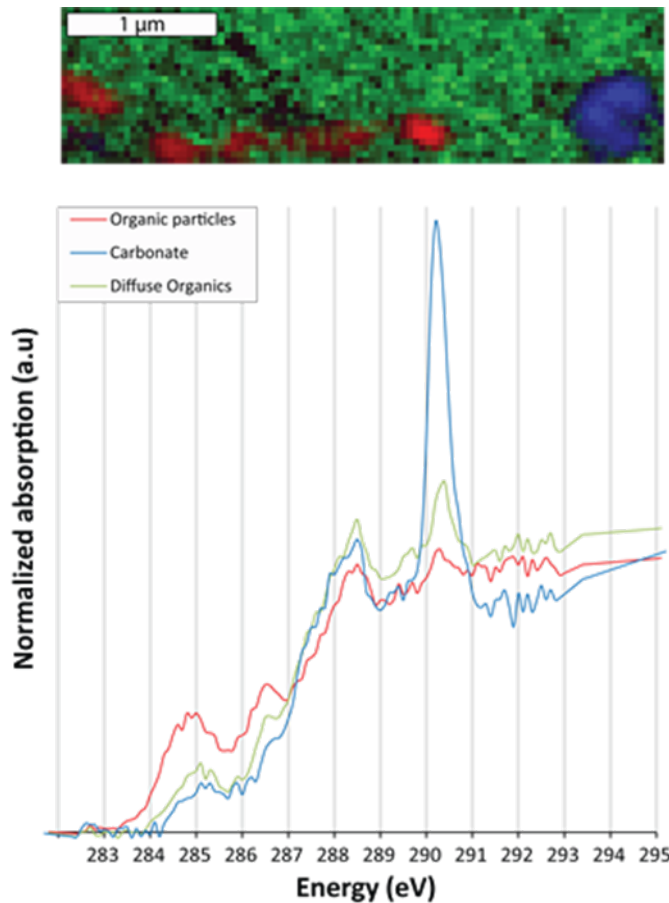 1 μm
Organic particles
Carbonate
Diffuse Organics
Normalized absorption (a.u)
283 284 285 286 287 288 289 290 291 292 293 294 295
Energy (eV)